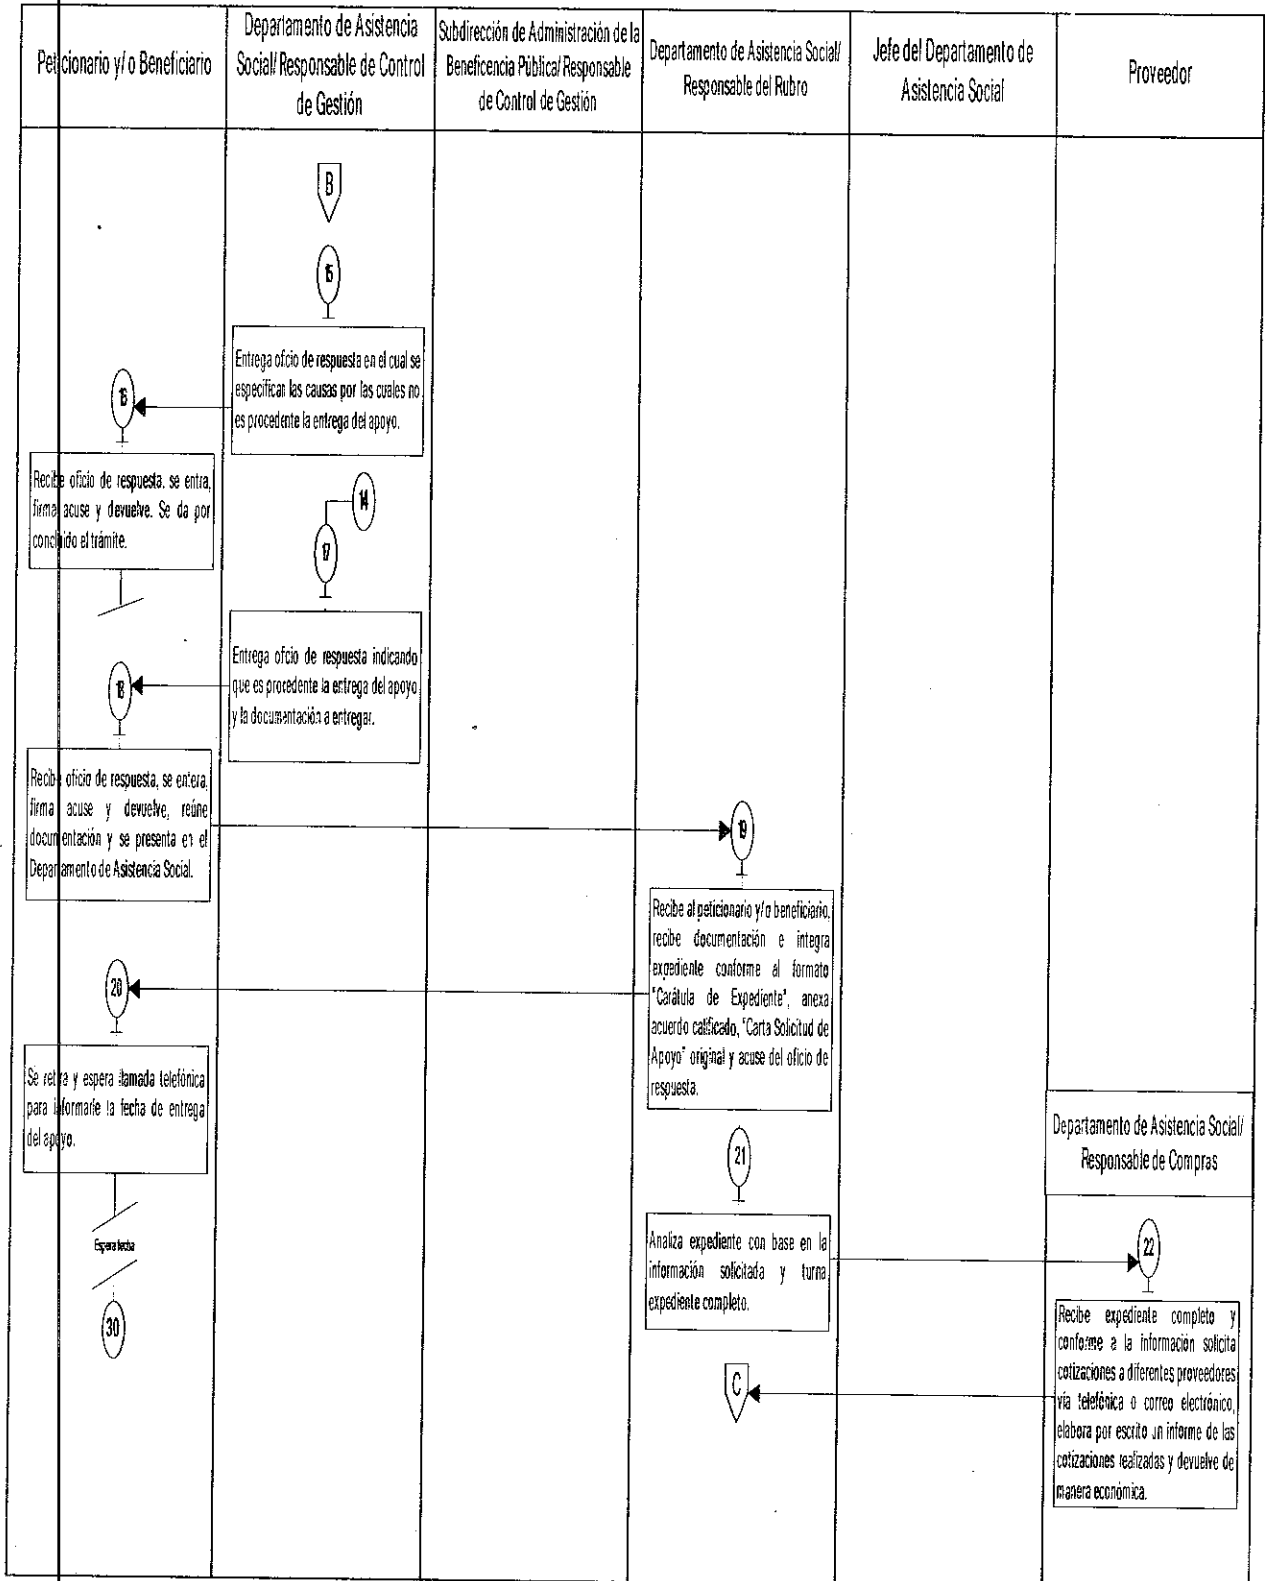 Peticionario y/o Beneficiario
Departamento de Asistencia
Social/ Responsable de Control
de Gestión
Subdirección de Administración de la
Beneficencia Pública/ Responsable
de Control de Gestión
Departamento de Asistencia Social/
Responsable del Rubro
Jefe del Departamento de
Asistencia Social
Proveedor
B
15
Entrega oficio de respuesta en el cual se
especifican las causas por las cuales no
es procedente la entrega del apoyo.
16
Recibe oficio de respuesta, se entra,
firma acuse y devuelve. Se da por
concluido el trámite.
14
17
Entrega oficio de respuesta indicando
que es procedente la entrega del apoyo
y la documentación a entregar.
18
Recibe oficio de respuesta, se entera,
firma acuse y devuelve, reúne
documentación y se presenta en el
Departamento de Asistencia Social.
19
Recibe al peticionario y/o beneficiario,
recibe documentación e integra
expediente conforme al formato
"Carátula de Expediente", anexa
acuerdo calificado, "Carta Solicitud de
Apoyo" original y acuse del oficio de
respuesta.
20
Se retira y espera llamada telefónica
para informarle la fecha de entrega
del apoyo.
Espera fecha
30
21
Analiza expediente con base en la
información solicitada y turna
expediente completo.
Departamento de Asistencia Social/
Responsable de Compras
22
Recibe expediente completo y
conforme a la información solicita
cotizaciones a diferentes proveedores
vía telefónica o correo electrónico,
elabora por escrito un informe de las
cotizaciones realizadas y devuelve de
manera económica.
C